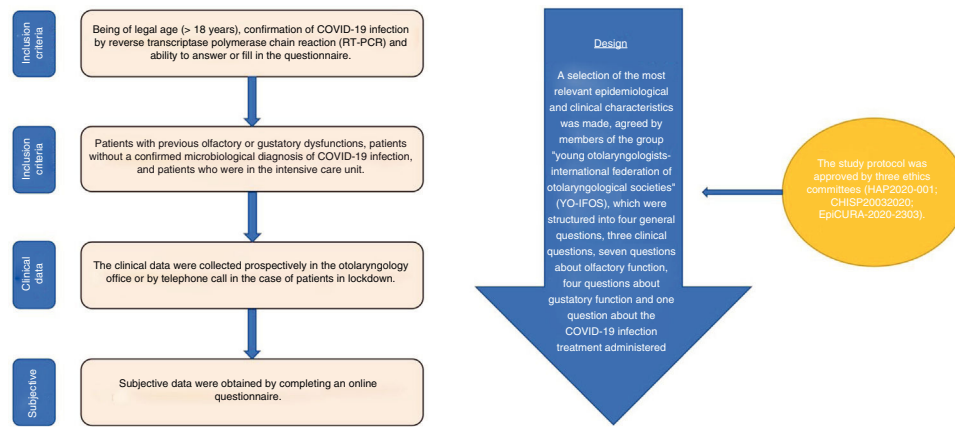 Inclusion
criteria
Being of legal age (> 18 years), confirmation of COVID-19 infection
by reverse transcriptase polymerase chain reaction (RT-PCR) and
ability to answer or fill in the questionnaire.
Inclusion
criteria
Patients with previous olfactory or gustatory dysfunctions, patients
without a confirmed microbiological diagnosis of COVID-19 infection,
and patients who were in the intensive care unit.
Clinical
data
The clinical data were collected prospectively in the otolaryngology
office or by telephone call in the case of patients in lockdown.
Subjective
Subjective data were obtained by completing an online
questionnaire.
Design
A selection of the most
relevant epidemiological
and clinical characteristics
was made, agreed by
members of the group
"young otolaryngologists-
international federation of
otolaryngological societies"
(YO-IFOS), which were
structured into four general
questions, three clinical
questions, seven questions
about olfactory function,
four questions about
gustatory function and one
question about the
COVID-19 infection
treatment administered
The study protocol was
approved by three ethics
committees (HAP2020-001;
CHISP20032020;
EpiCURA-2020-2303).